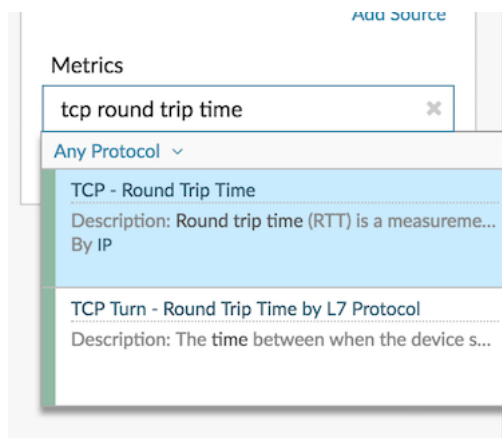 Add Source
Metrics
tcp round trip time
Any Protocol
TCP - Round Trip Time
Description: Round trip time (RTT) is a measureme...
By IP
TCP Turn - Round Trip Time by L7 Protocol
Description: The time between when the device s...